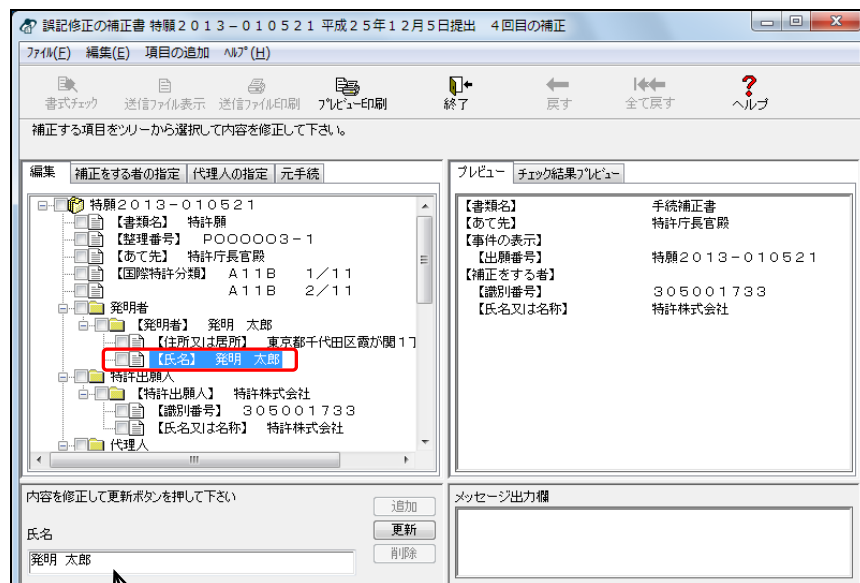 誤記修正の補正書 特願２０１３－０１０５２１ 平成２５年１２月５日提出 ４回目の補正
ﾌｧｲﾙ(F) 編集(E) 項目の追加 ﾍﾙﾌﾟ(H)
書式ﾁｪｯｸ 送信ﾌｧｲﾙ表示 送信ﾌｧｲﾙ印刷 ﾌﾟﾚﾋﾞｭｰ印刷 終了 戻す 全て戻す ヘルプ
補正する項目をツリーから選択して内容を修正して下さい。
編集 補正をする者の指定 代理人の指定 元手続
特願２０１３－０１０５２１
【書類名】 特許願
【整理番号】 Ｐ０００００３－１
【あて先】 特許庁長官殿
【国際特許分類】 Ａ１１Ｂ １／１１
Ａ１１Ｂ ２／１１
発明者
【発明者】 発明 太郎
【住所又は居所】 東京都千代田区霞が関１丁
【氏名】 発明 太郎
特許出願人
【特許出願人】 特許株式会社
【識別番号】 ３０５００１７３３
【氏名又は名称】 特許株式会社
代理人
プレビュー チェック結果ﾌﾟﾚﾋﾞｭｰ
【書類名】 手続補正書
【あて先】 特許庁長官殿
【事件の表示】
【出願番号】 特願２０１３－０１０５２１
【補正をする者】
【識別番号】 ３０５００１７３３
【氏名又は名称】 特許株式会社
内容を修正して更新ボタンを押して下さい
追加
氏名
更新
削除
発明 太郎
メッセージ出力欄